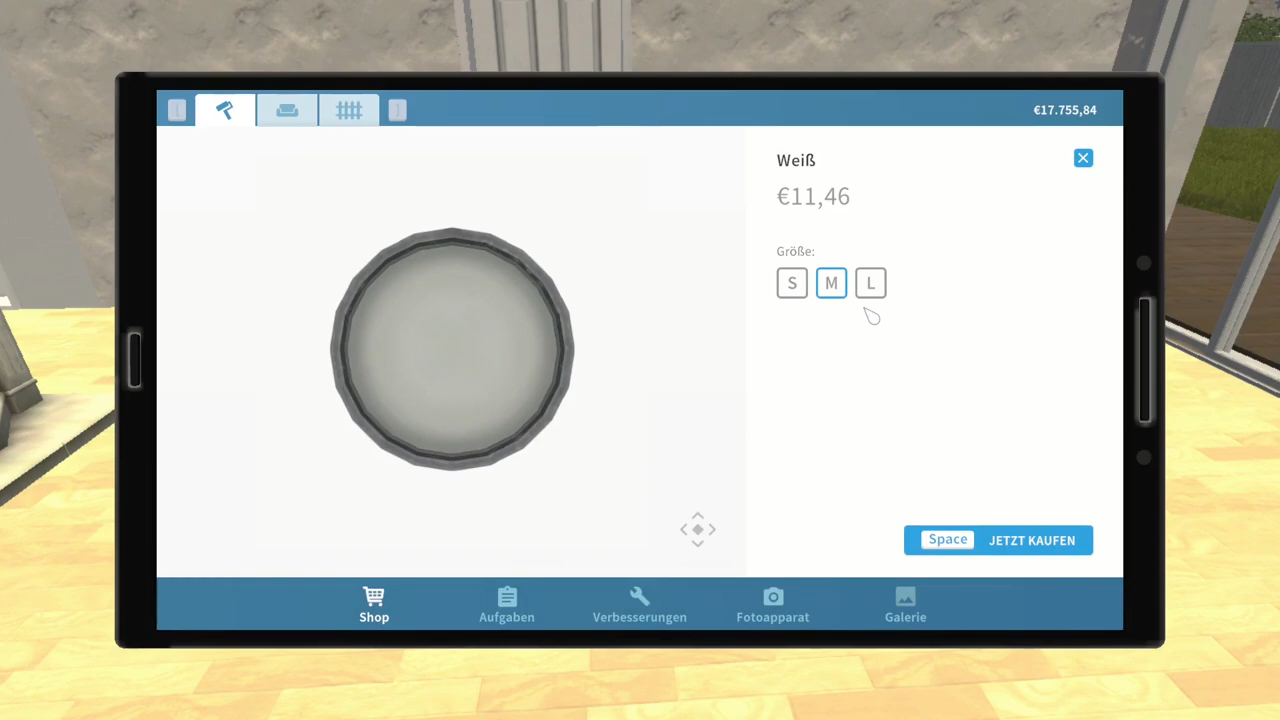 €17.755,84
Weiß
€11,46
Größe:
S M L
Space JETZT KAUFEN
Shop Aufgaben Verbesserungen Fotoapparat Galerie